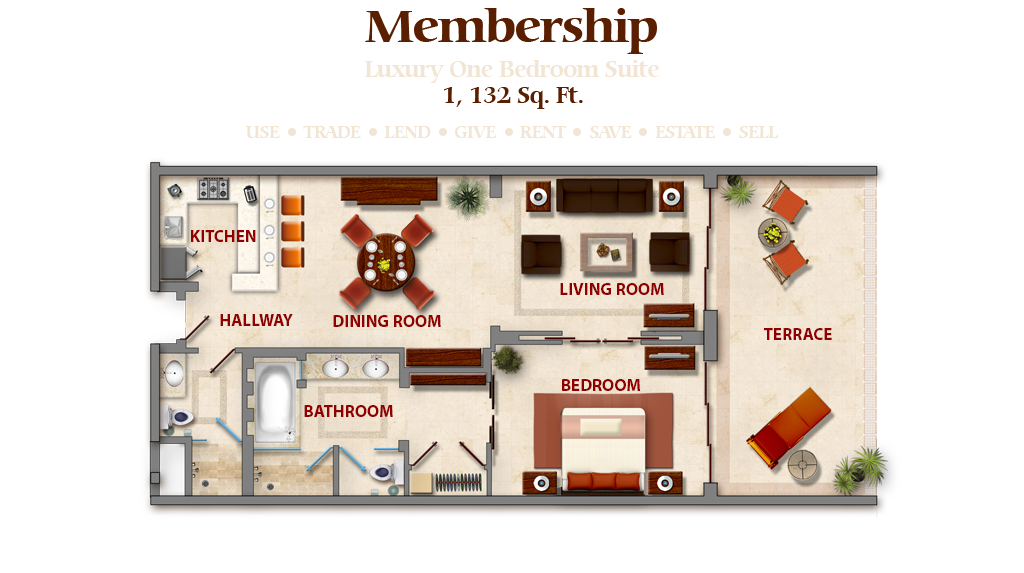 Membership
Luxury One Bedroom Suite
1, 132 Sq. Ft.
USE • TRADE • LEND • GIVE • RENT • SAVE • ESTATE • SELL
KITCHEN
HALLWAY
DINING ROOM
LIVING ROOM
TERRACE
BATHROOM
BEDROOM